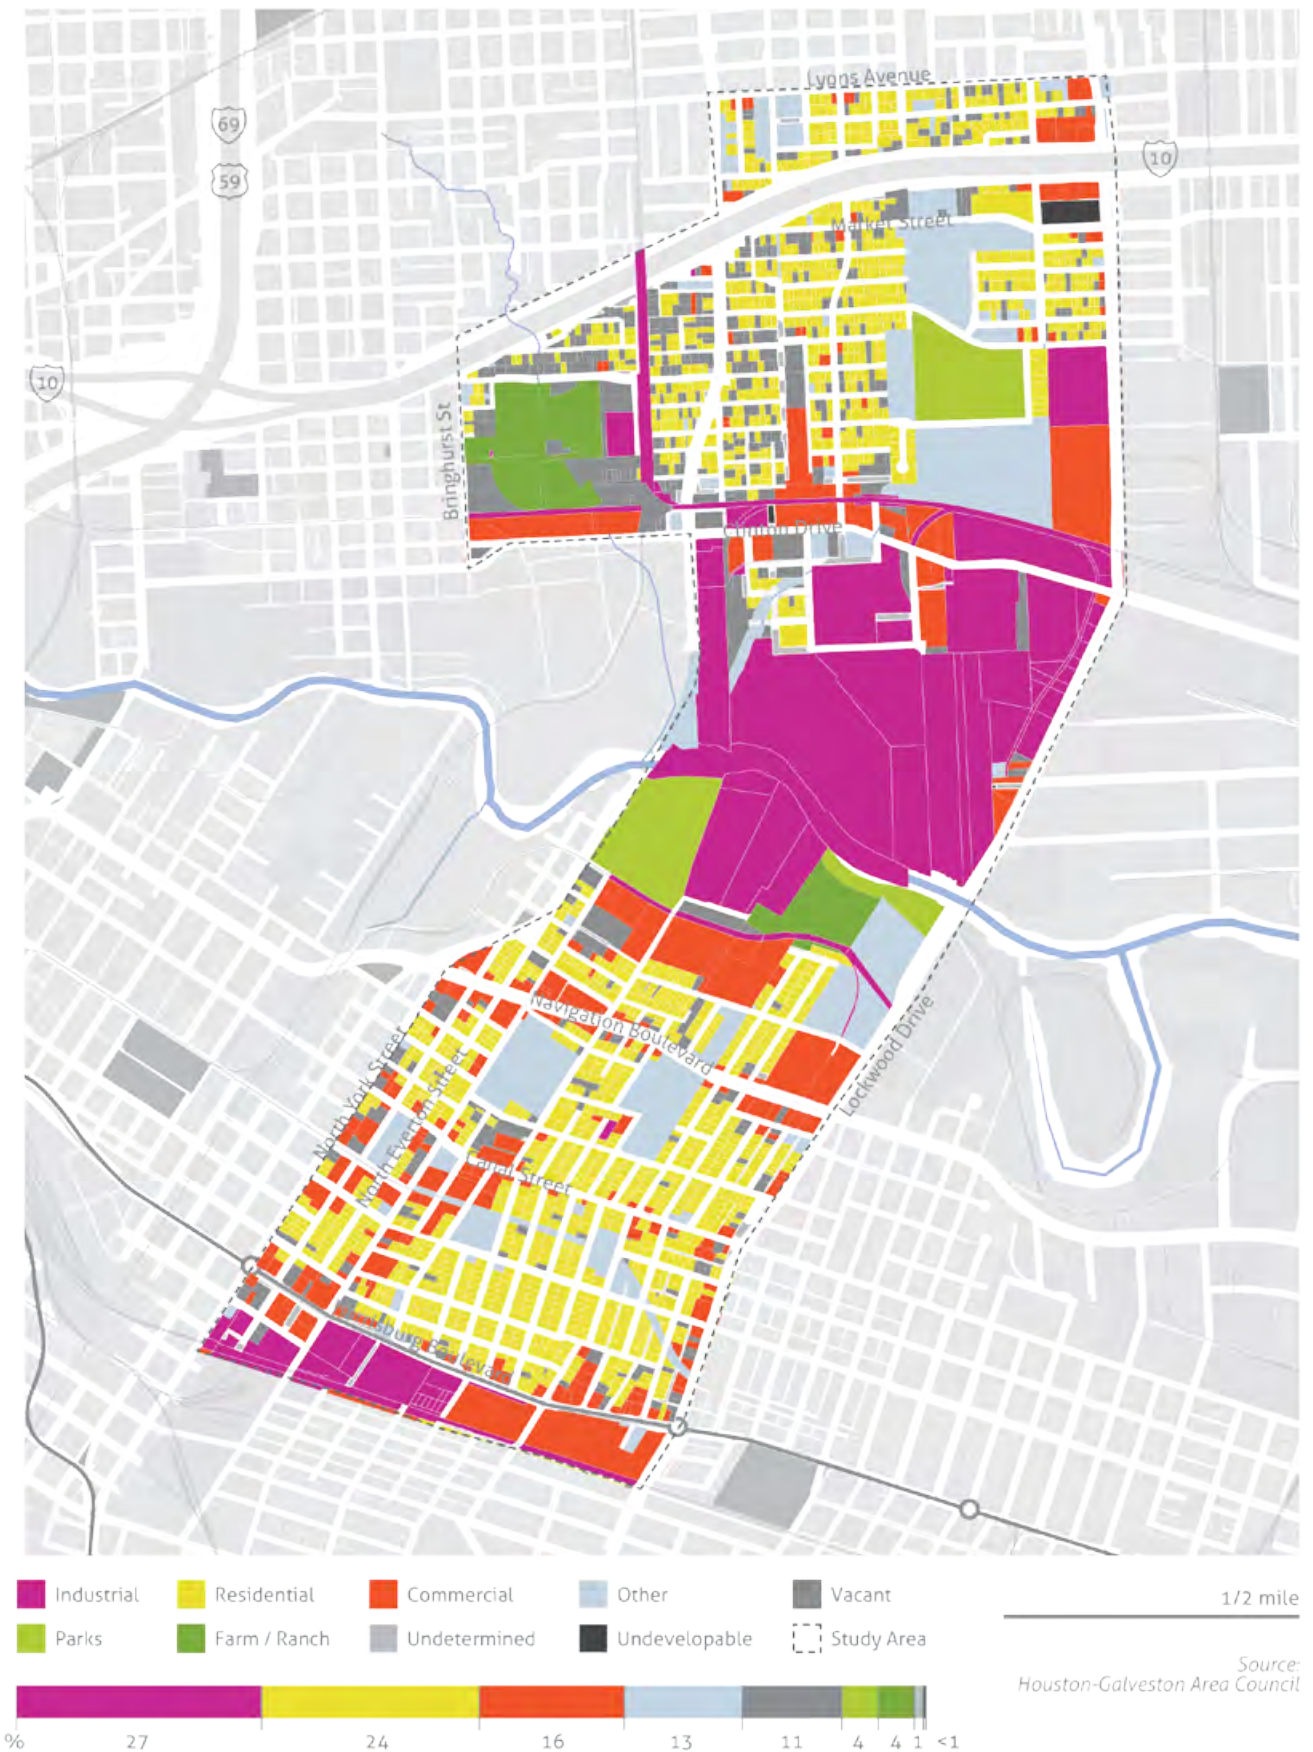 Lyons Avenue
69
10
59
Market Street
10
Bringhurst St
Clinton Drive
Navigation Boulevard
Lockwood Drive
North York Street
North Everton Street
Canal Street
Industrial
Residential
Commercial
Other
Vacant
1/2 mile
Parks
Farm / Ranch
Undetermined
Undevelopable
Study Area
Source:
Houston-Galveston Area Council
% 27 24 16 13 11 4 4 1 <1